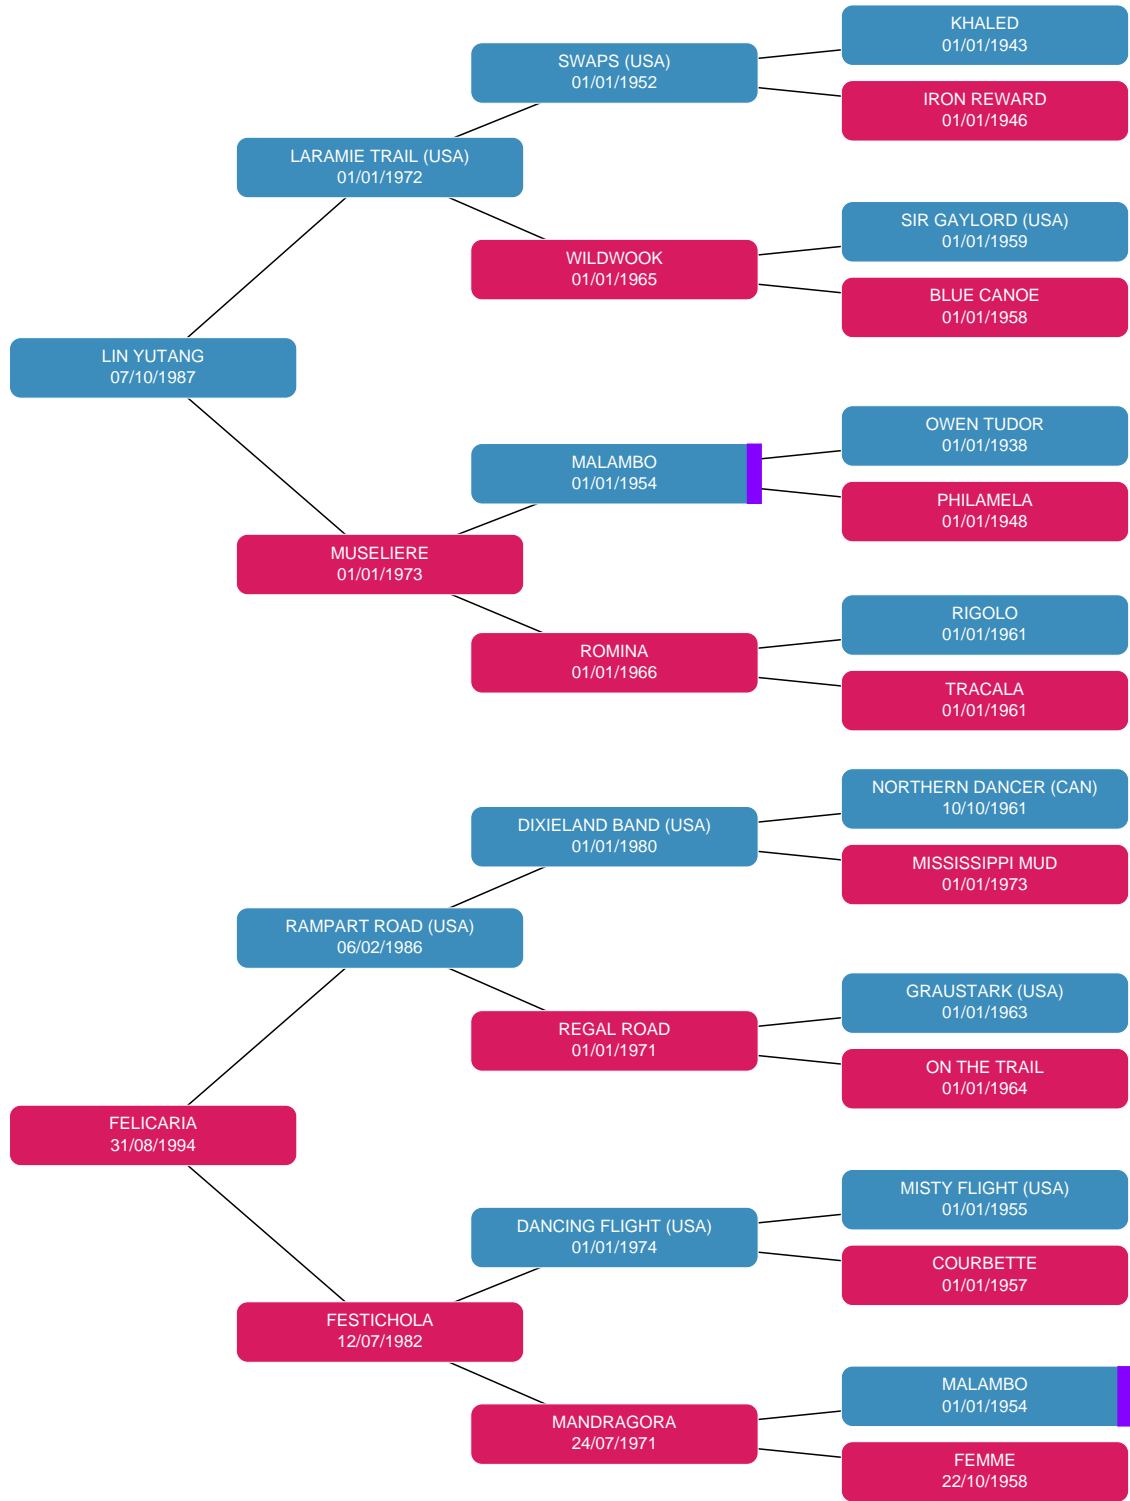 KHALED
01/01/1943
SWAPS (USA)
01/01/1952
IRON REWARD
01/01/1946
LARAMIE TRAIL (USA)
01/01/1972
SIR GAYLORD (USA)
01/01/1959
WILDWOOK
01/01/1965
BLUE CANOE
01/01/1958
LIN YUTANG
07/10/1987
OWEN TUDOR
01/01/1938
MALAMBO
01/01/1954
PHILAMELA
01/01/1948
MUSELIERE
01/01/1973
RIGOLO
01/01/1961
ROMINA
01/01/1966
TRACALA
01/01/1961
NORTHERN DANCER (CAN)
10/10/1961
DIXIELAND BAND (USA)
01/01/1980
MISSISSIPPI MUD
01/01/1973
RAMPART ROAD (USA)
06/02/1986
GRAUSTARK (USA)
01/01/1963
REGAL ROAD
01/01/1971
ON THE TRAIL
01/01/1964
FELICARIA
31/08/1994
MISTY FLIGHT (USA)
01/01/1955
DANCING FLIGHT (USA)
01/01/1974
COURBETTE
01/01/1957
FESTICHOLA
12/07/1982
MALAMBO
01/01/1954
MANDRAGORA
24/07/1971
FEMME
22/10/1958